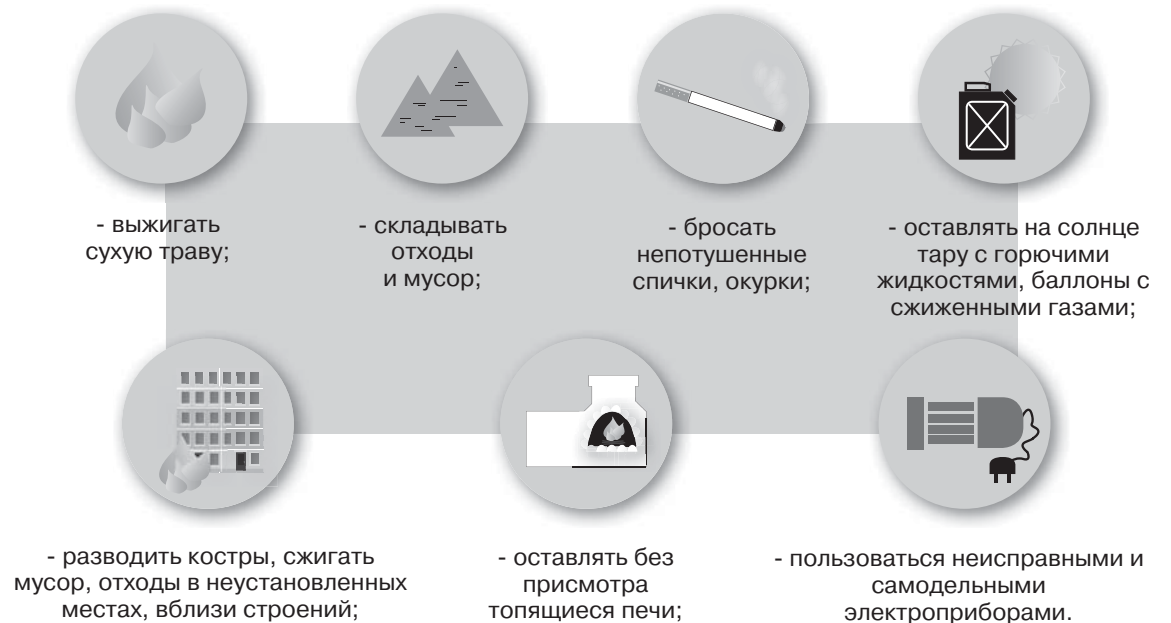 - выжигать
сухую траву;
- складывать
отходы
и мусор;
- бросать
непотушенные
спички, окурки;
- оставлять на солнце
тару с горючими
жидкостями, баллоны с
сжиженными газами;
- разводить костры, сжигать
мусор, отходы в неустановленных
местах, вблизи строений;
- оставлять без
присмотра
топящиеся печи;
- пользоваться неисправными и
самодельными
электроприборами.